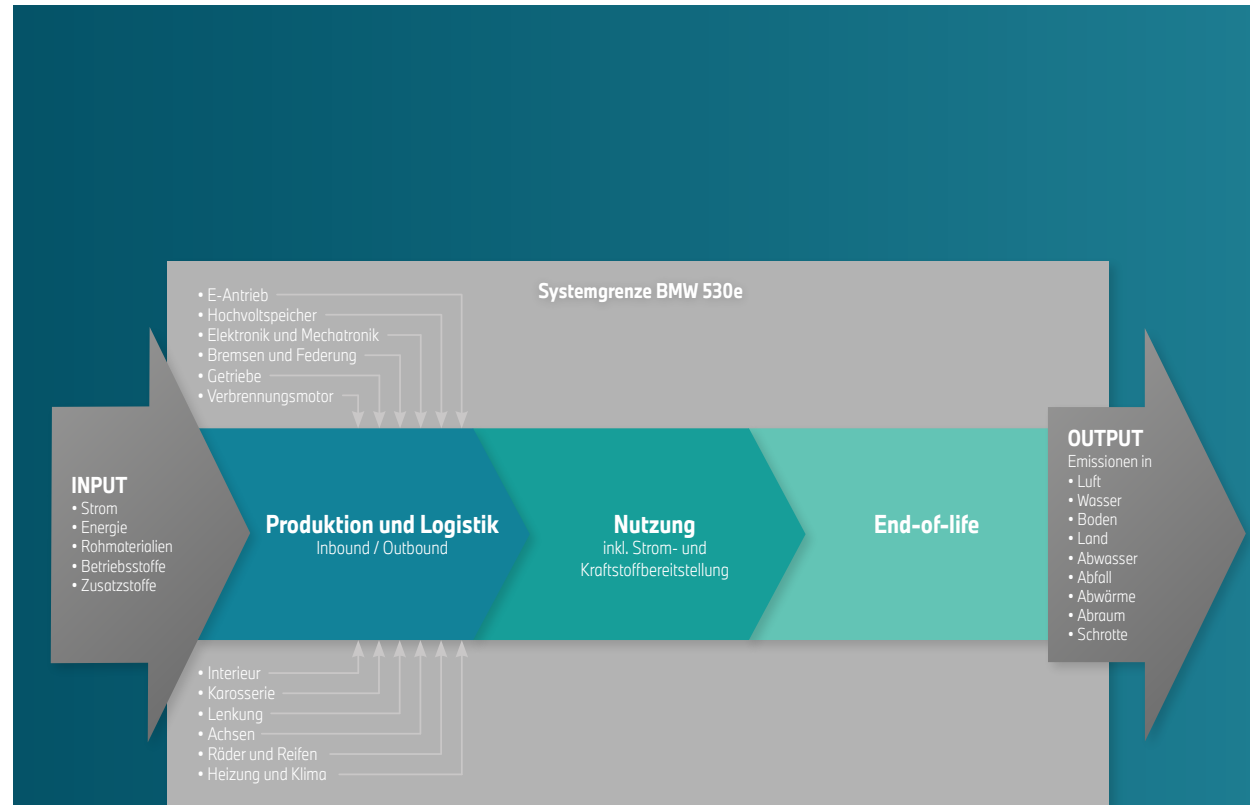 Systemgrenze BMW 530e
• E-Antrieb
• Hochvoltspeicher
• Elektronik und Mechatronik
• Bremsen und Federung
• Getriebe
• Verbrennungsmotor
INPUT
• Strom
• Energie
• Rohmaterialien
• Betriebsstoffe
• Zusatzstoffe
Produktion und Logistik
Inbound / Outbound
Nutzung
inkl. Strom- und
Kraftstoffbereitstellung
End-of-life
OUTPUT
Emissionen in
• Luft
• Wasser
• Boden
• Land
• Abwasser
• Abfall
• Abwärme
• Abraum
• Schrotte
• Interieur
• Karosserie
• Lenkung
• Achsen
• Räder und Reifen
• Heizung und Klima